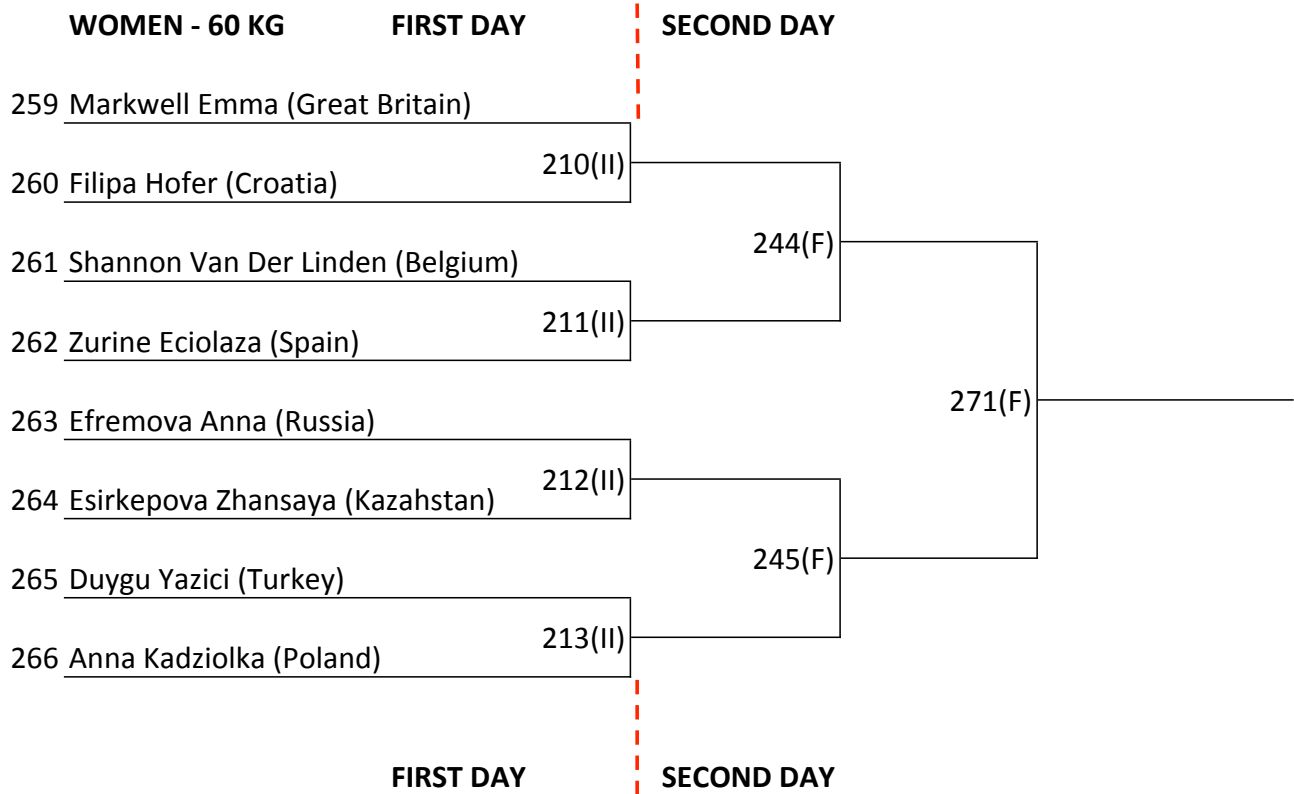 WOMEN - 60 KG FIRST DAY SECOND DAY
259 Markwell Emma (Great Britain)
210(II)
260 Filipa Hofer (Croatia)
244(F)
261 Shannon Van Der Linden (Belgium)
211(II)
262 Zurine Eciolaza (Spain)
271(F)
263 Efremova Anna (Russia)
212(II)
264 Esirkepova Zhansaya (Kazahstan)
245(F)
265 Duygu Yazici (Turkey)
213(II)
266 Anna Kadziolka (Poland)
FIRST DAY SECOND DAY